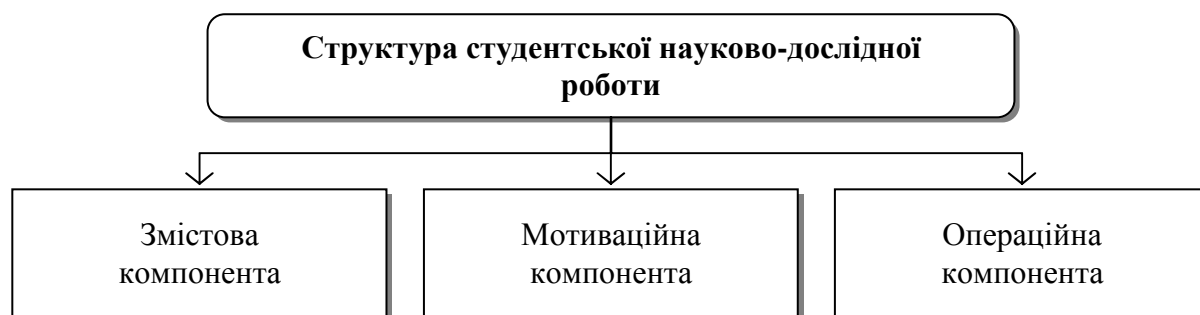 Структура студентської науково-дослідної
роботи
Змістова
компонента
Мотиваційна
компонента
Операційна
компонента